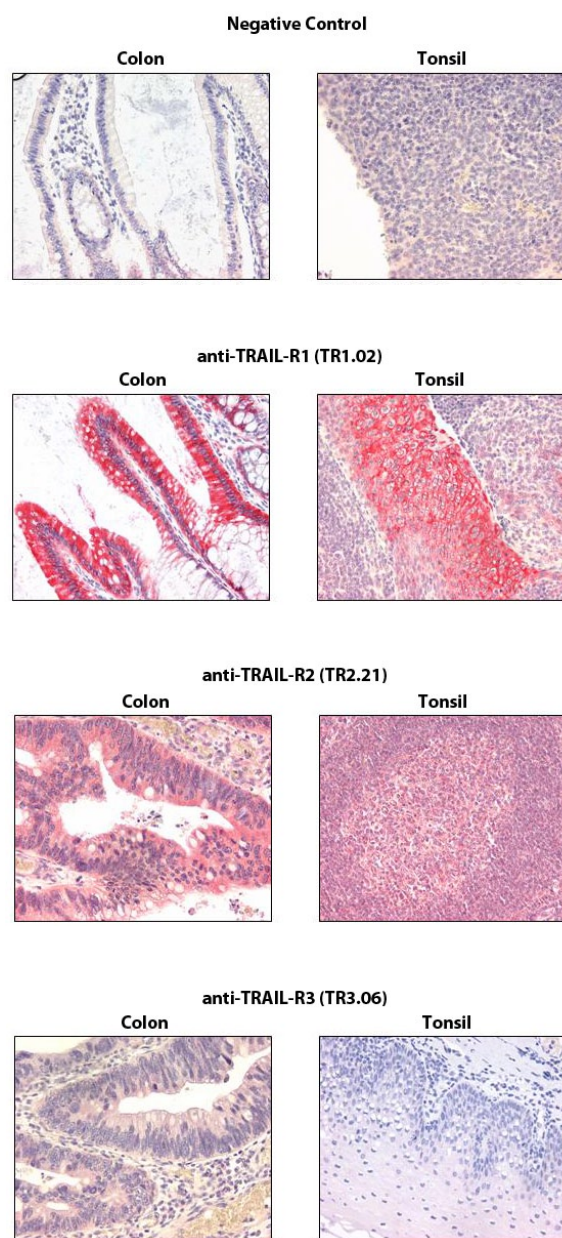 Negative Control
Colon Tonsil
anti-TRAIL-R1 (TR1.02)
Colon Tonsil
anti-TRAIL-R2 (TR2.21)
Colon Tonsil
anti-TRAIL-R3 (TR3.06)
Colon Tonsil